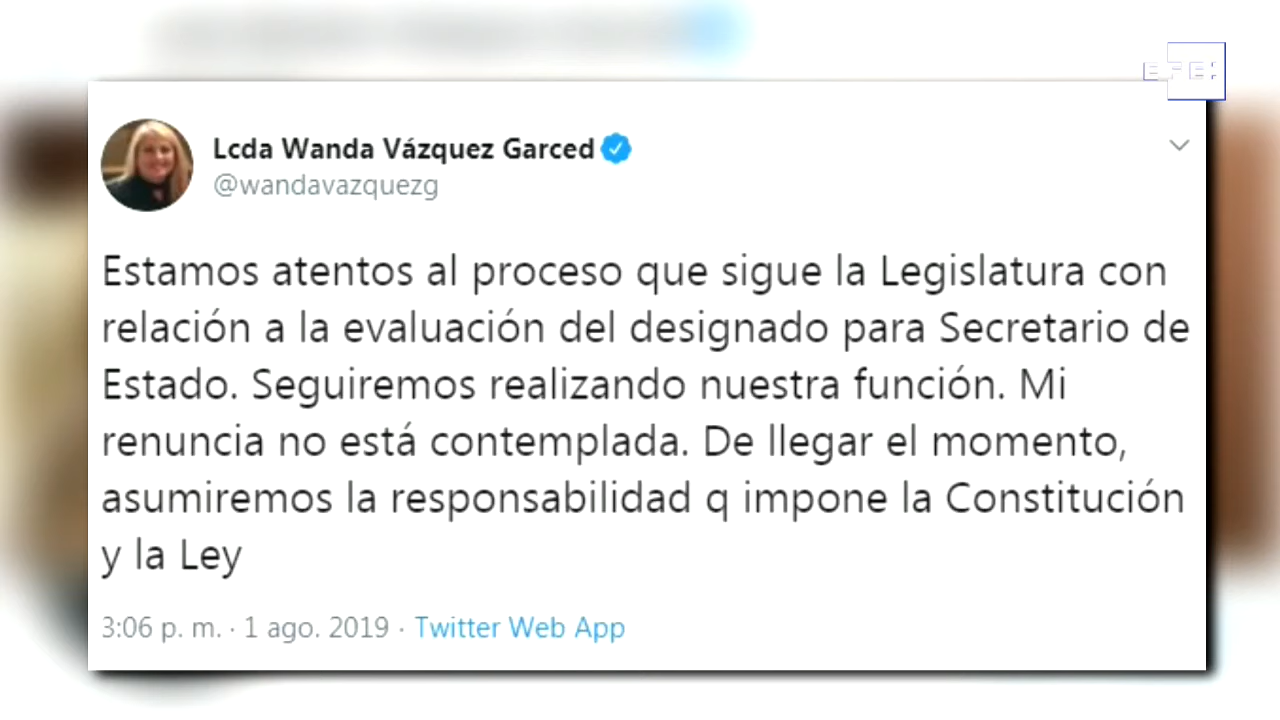 EFE:
Lcda Wanda Vázquez Garced
@wandavazquezg
Estamos atentos al proceso que sigue la Legislatura con
relación a la evaluación del designado para Secretario de
Estado. Seguiremos realizando nuestra función. Mi
renuncia no está contemplada. De llegar el momento,
asumiremos la responsabilidad q impone la Constitución
y la Ley
3:06 p. m. · 1 ago. 2019 · Twitter Web App